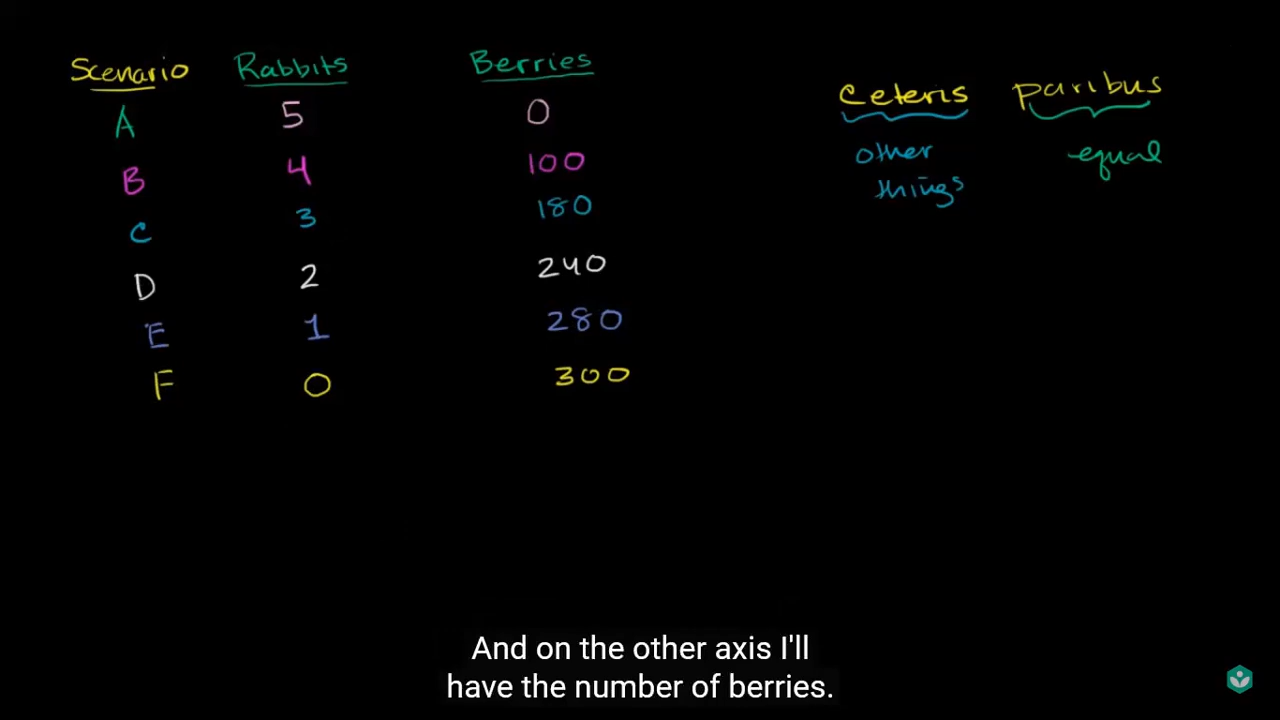 Scenario Rabbits Berries
A 5 0
B 4 100
C 3 180
D 2 240
E 1 280
F 0 300
ceteris paribus
other equal
things
And on the other axis I'll
have the number of berries.